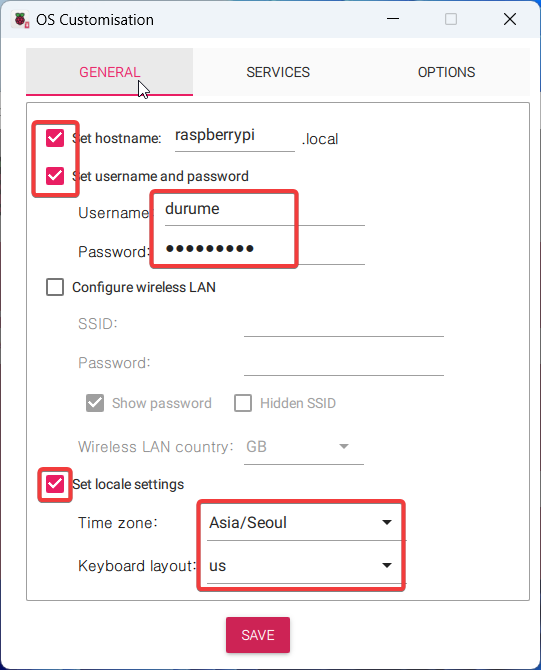 OS Customisation
GENERAL SERVICES OPTIONS
Set hostname: raspberrypi .local
Set username and password
Username: durume
Password: ●●●●●●●●●
Configure wireless LAN
SSID:
Password:
Show password Hidden SSID
Wireless LAN country: GB
Set locale settings
Time zone: Asia/Seoul
Keyboard layout: us
SAVE